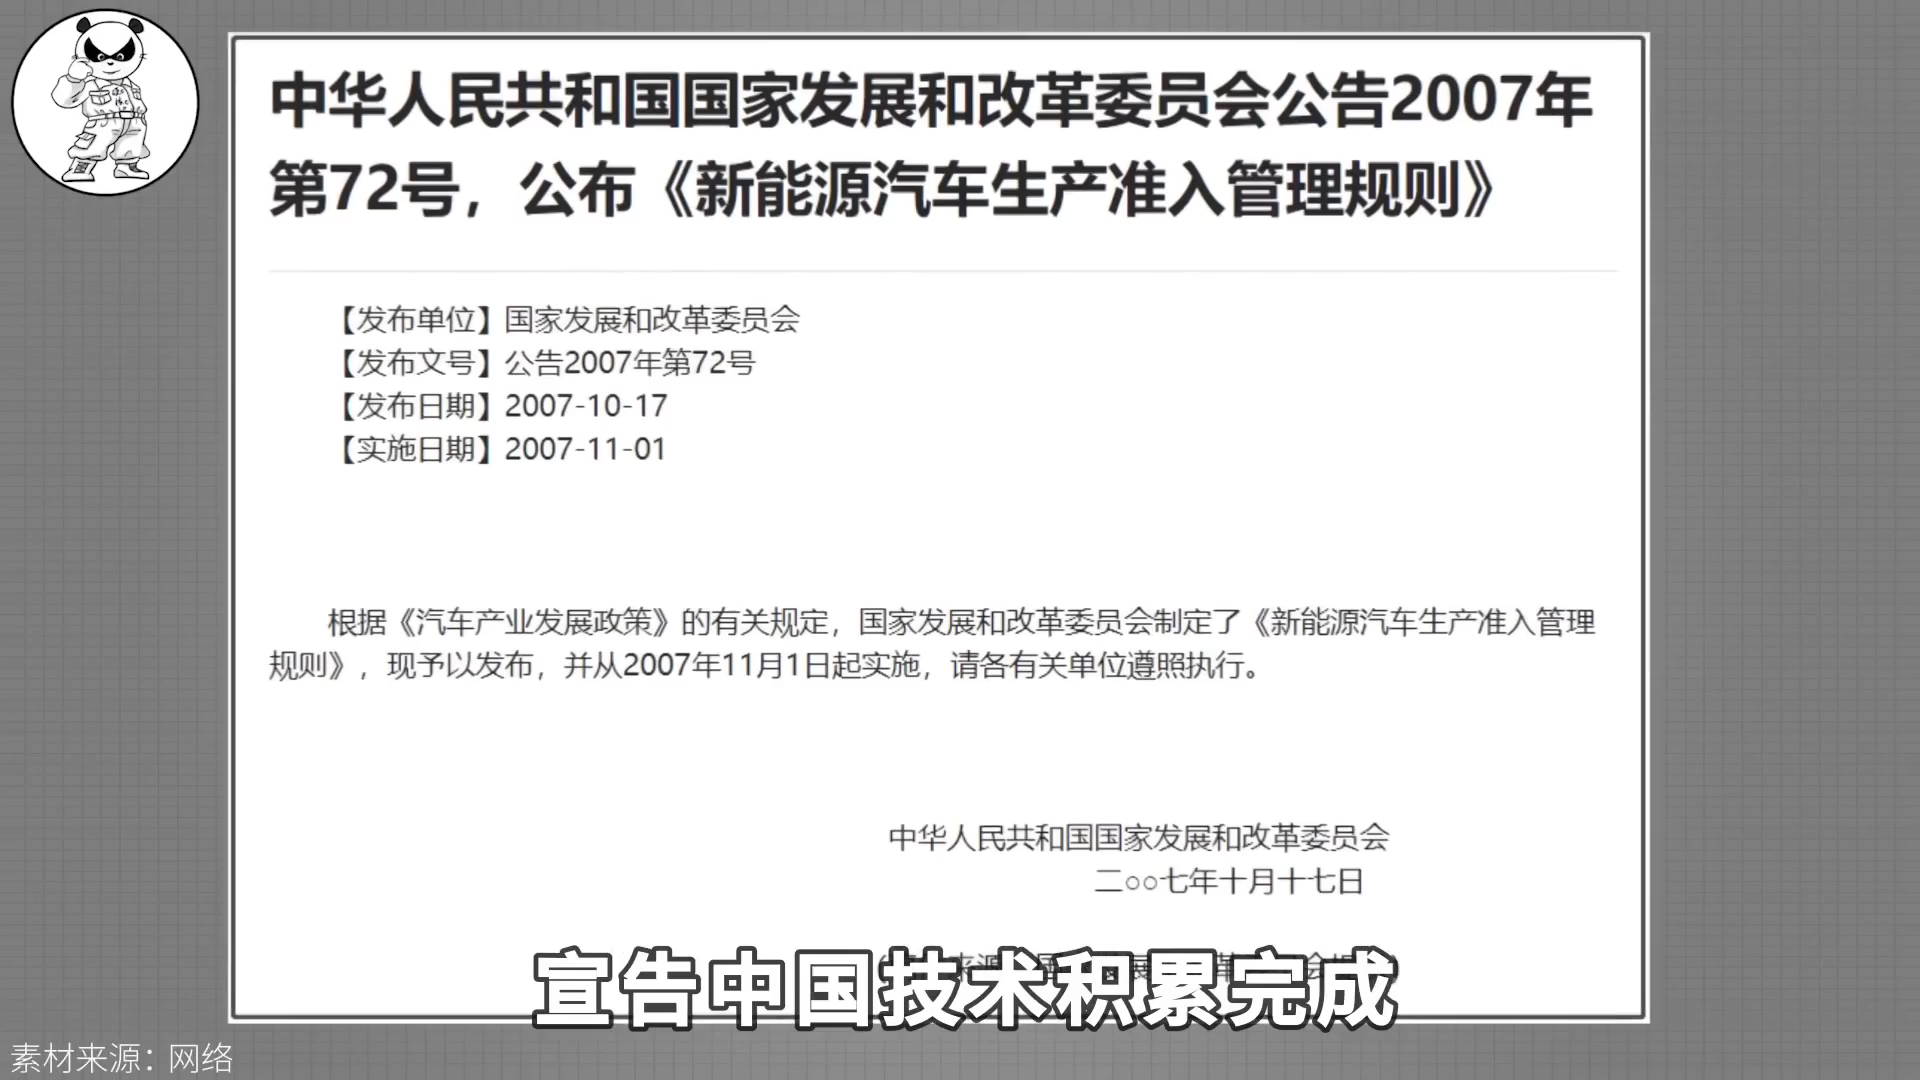 中华人民共和国国家发展和改革委员会公告2007年
第72号，公布《新能源汽车生产准入管理规则》
【发布单位】国家发展和改革委员会
【发布文号】公告2007年第72号
【发布日期】2007-10-17
【实施日期】2007-11-01
根据《汽车产业发展政策》的有关规定，国家发展和改革委员会制定了《新能源汽车生产准入管理
规则》，现予以发布，并从2007年11月1日起实施，请各有关单位遵照执行。
中华人民共和国国家发展和改革委员会
二○○七年十月十七日
宣告中国技术积累完成
素材来源：网络